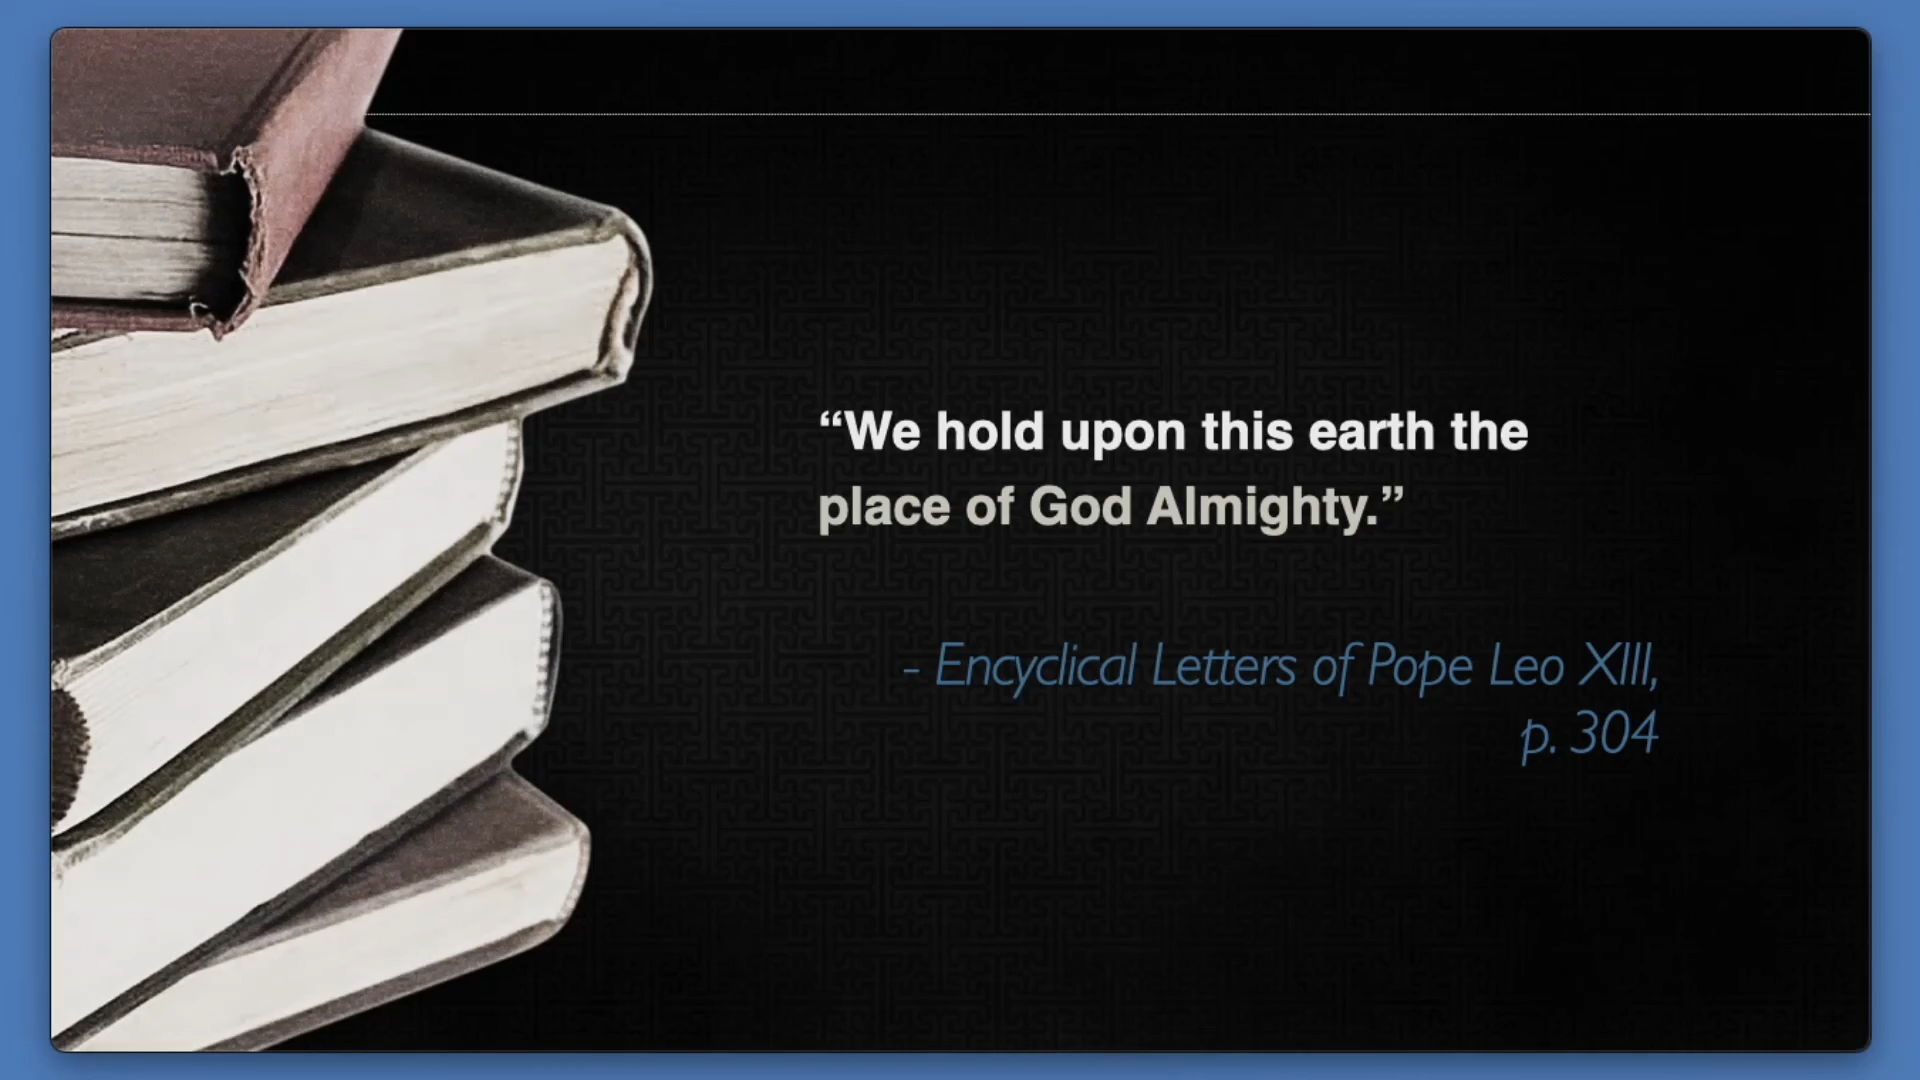 “We hold upon this earth the
place of God Almighty.”
- Encyclical Letters of Pope Leo XIII,
p. 304